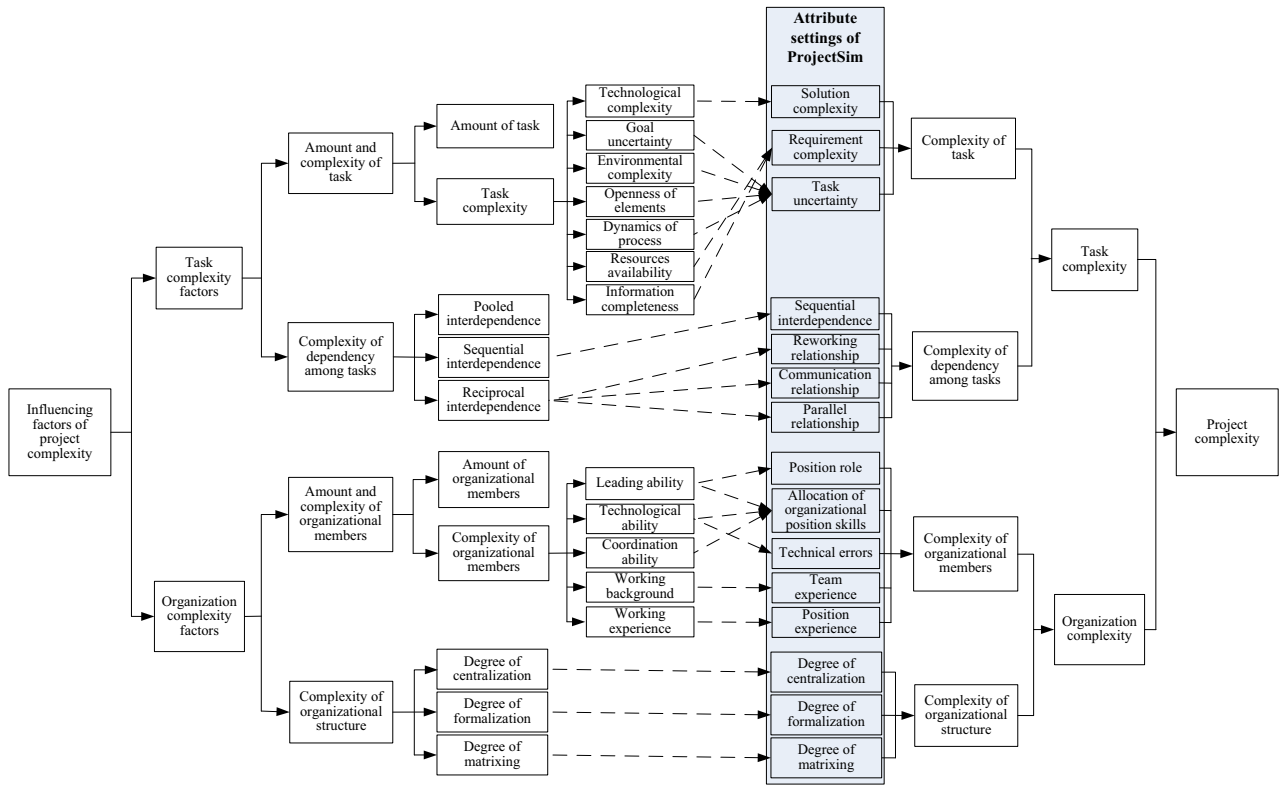 Attribute
settings of
ProjectSim
Influencing
factors of
project
complexity
Task
complexity
factors
Organization
complexity
factors
Amount and
complexity of
task
Complexity of
dependency
among tasks
Amount and
complexity of
organizational
members
Complexity of
organizational
structure
Amount of task
Task
complexity
Pooled
interdependence
Sequential
interdependence
Reciprocal
interdependence
Amount of
organizational
members
Complexity of
organizational
members
Degree of
centralization
Degree of
formalization
Degree of
matrixing
Technological
complexity
Goal
uncertainty
Environmental
complexity
Openness of
elements
Dynamics of
process
Resources
availability
Information
completeness
Leading ability
Technological
ability
Coordination
ability
Working
background
Working
experience
Solution
complexity
Requirement
complexity
Task
uncertainty
Sequential
interdependence
Reworking
relationship
Communication
relationship
Parallel
relationship
Position role
Allocation of
organizational
position skills
Technical errors
Team
experience
Position
experience
Degree of
centralization
Degree of
formalization
Degree of
matrixing
Complexity of
task
Complexity of
dependency
among tasks
Complexity of
organizational
members
Complexity of
organizational
structure
Task
complexity
Organization
complexity
Project
complexity